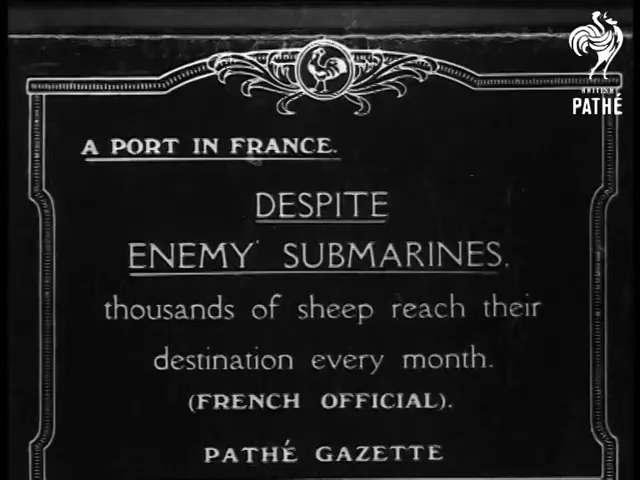 BRITISH
PATHÉ
A PORT IN FRANCE.
DESPITE
ENEMY SUBMARINES.
thousands of sheep reach their
destination every month.
(FRENCH OFFICIAL).
PATHÉ GAZETTE